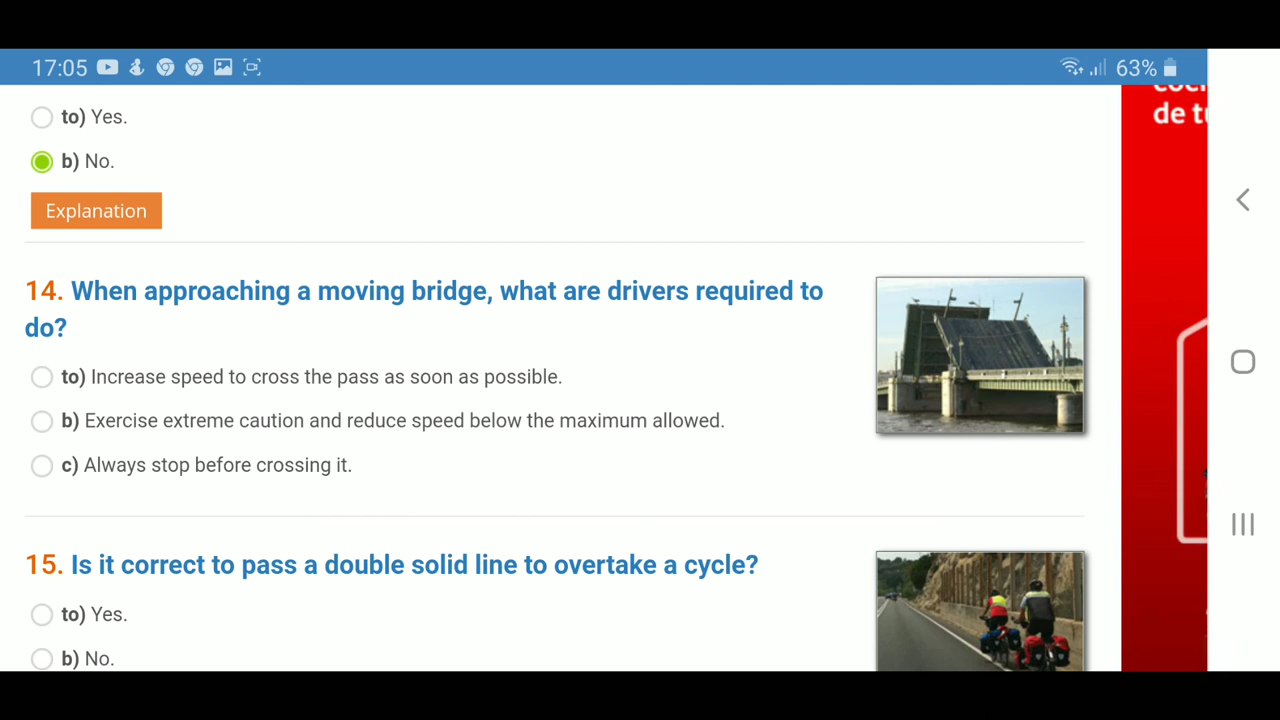 17:05
63%
to) Yes.
b) No.
Explanation
14. When approaching a moving bridge, what are drivers required to
do?
to) Increase speed to cross the pass as soon as possible.
b) Exercise extreme caution and reduce speed below the maximum allowed.
c) Always stop before crossing it.
15. Is it correct to pass a double solid line to overtake a cycle?
to) Yes.
b) No.
de t